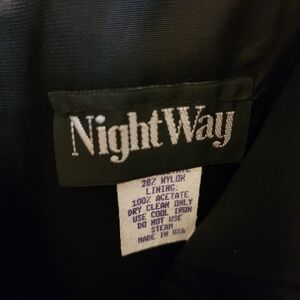 NightWay
28% NYLON
LINING:
100% ACETATE
DRY CLEAN ONLY
USE COOL IRON
DO NOT USE
STEAM
MADE IN USA